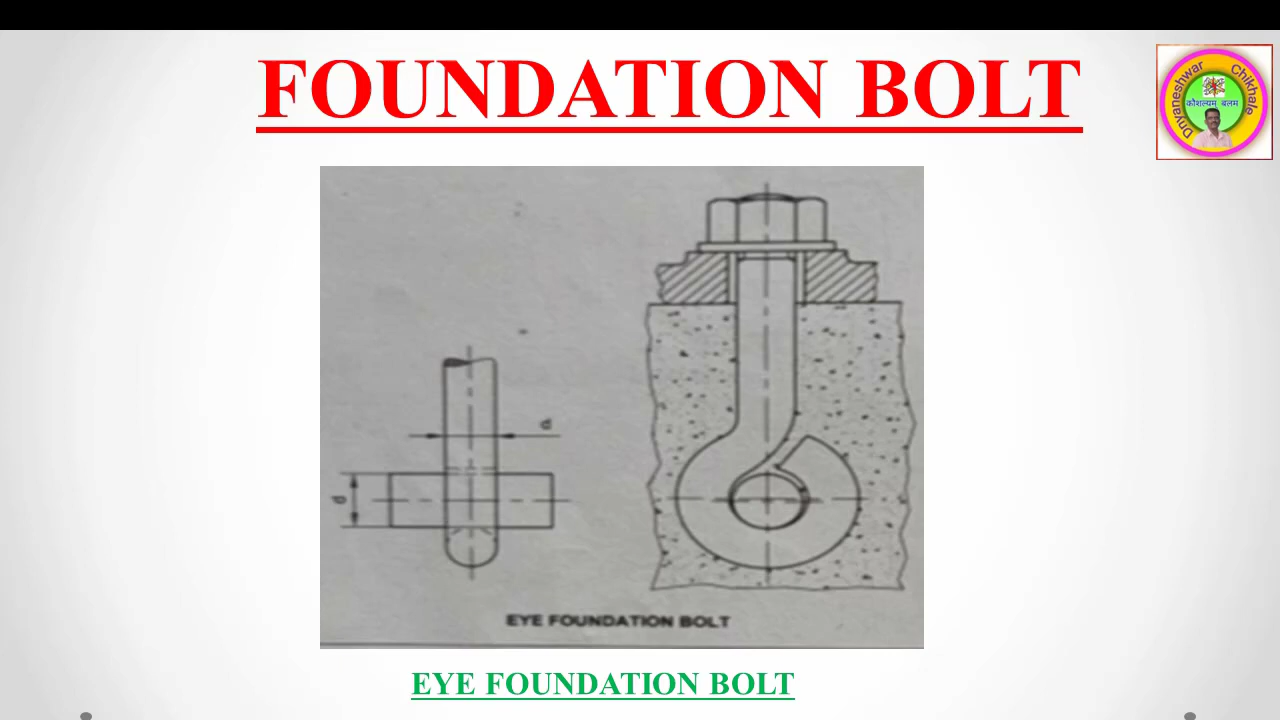 FOUNDATION BOLT
Dnyaneshwar Chikhale
कौशल्यम् बलम
d
d
EYE FOUNDATION BOLT
EYE FOUNDATION BOLT